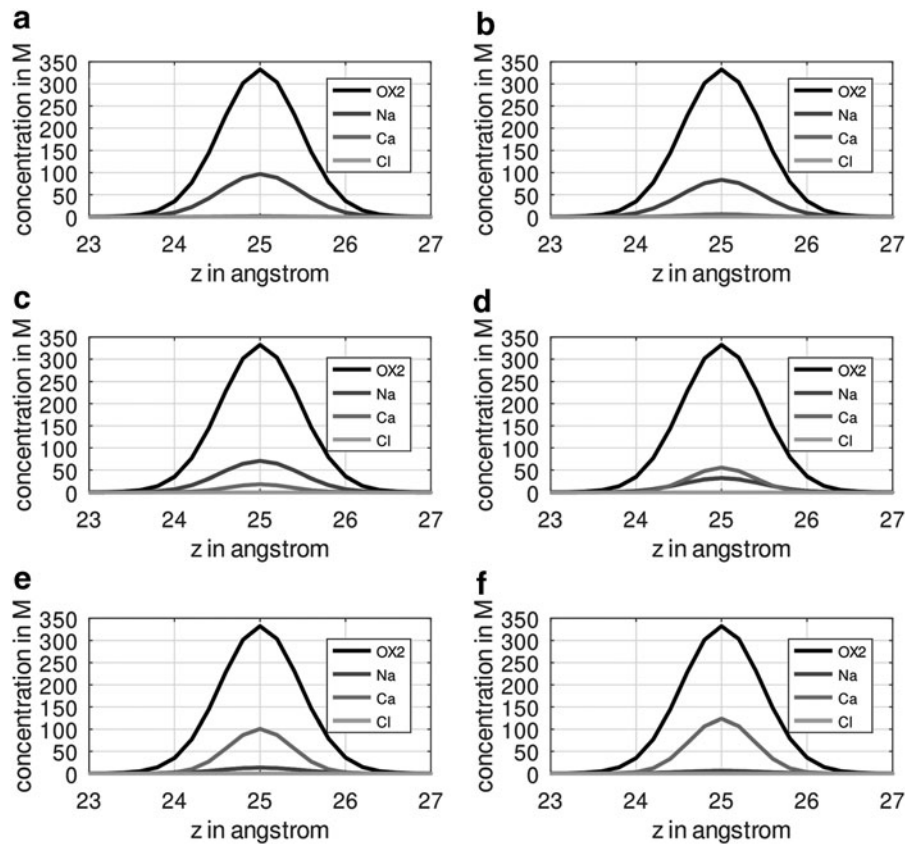 a
concentration in M
350
300
250
200
150
100
50
0
OX2
Na
Ca
Cl
23 24 25 26 27
z in angstrom
b
concentration in M
350
300
250
200
150
100
50
0
OX2
Na
Ca
Cl
23 24 25 26 27
z in angstrom
c
concentration in M
350
300
250
200
150
100
50
0
OX2
Na
Ca
Cl
23 24 25 26 27
z in angstrom
d
concentration in M
350
300
250
200
150
100
50
0
OX2
Na
Ca
Cl
23 24 25 26 27
z in angstrom
e
concentration in M
350
300
250
200
150
100
50
0
OX2
Na
Ca
Cl
23 24 25 26 27
z in angstrom
f
concentration in M
350
300
250
200
150
100
50
0
OX2
Na
Ca
Cl
23 24 25 26 27
z in angstrom